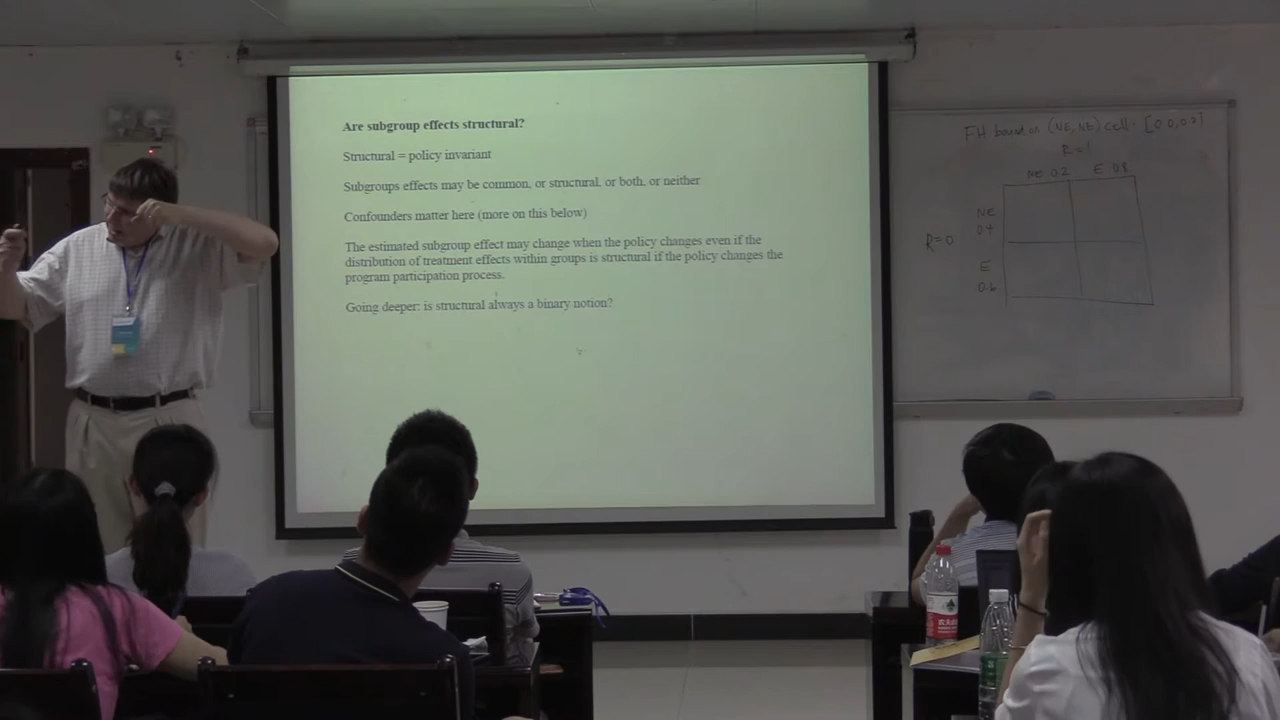 Are subgroup effects structural?
Structural = policy invariant
Subgroups effects may be common, or structural, or both, or neither
Confounders matter here (more on this below)
The estimated subgroup effect may change when the policy changes even if the
distribution of treatment effects within groups is structural if the policy changes the
program participation process.
Going deeper: is structural always a binary notion?
FH bound on (NE, NE) cell - [0.0, 0.2]
R=1
NE 0.2 E 0.8
NE
0.4
R=0
E
0.6